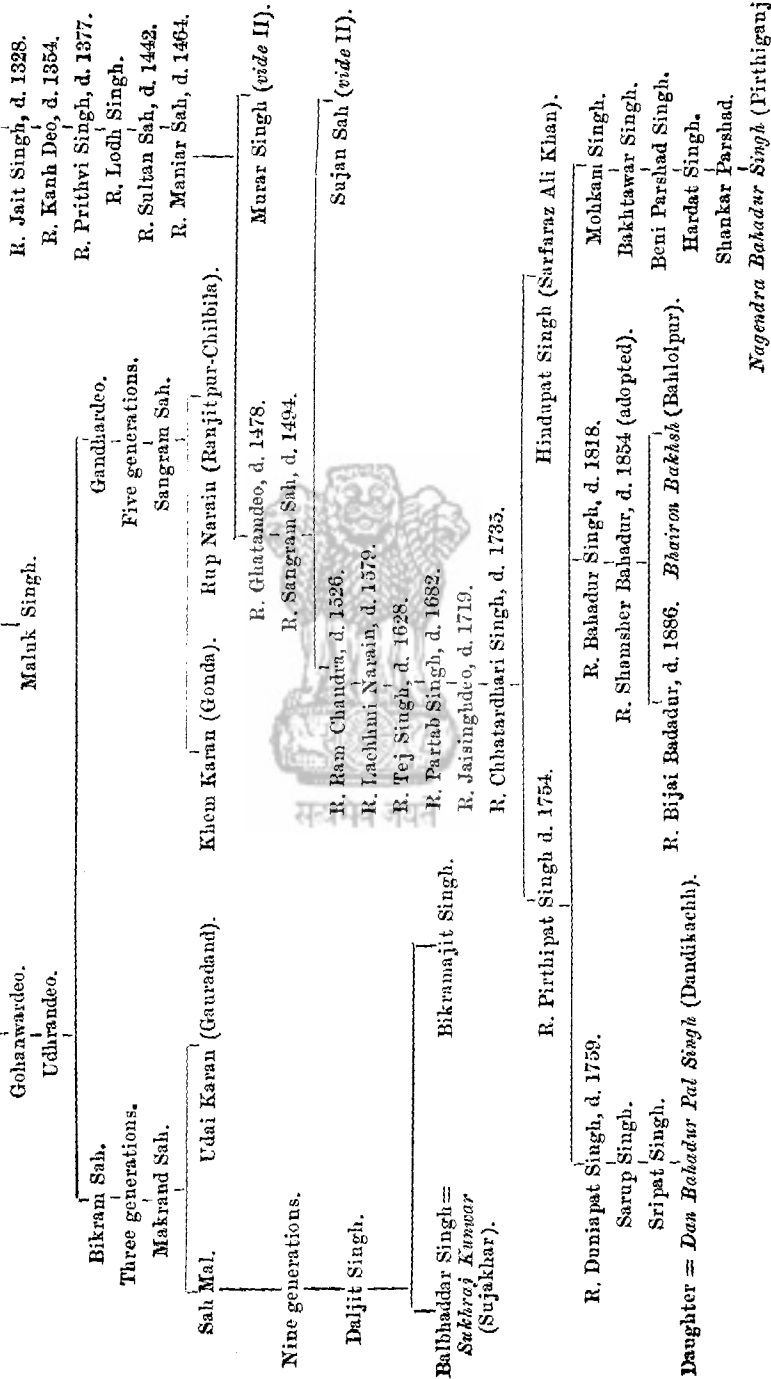 Gohanwardeo.
Udhrandeo.
Maluk Singh.
R. Jait Singh, d. 1328.
R. Kanh Deo, d. 1354.
R. Prithvi Singh, d. 1377.
R. Lodh Singh.
R. Sultan Sah, d. 1442.
R. Maniar Sah, d. 1464.
Bikram Sah.
Three generations.
Makrand Sah.
Gandhardeo.
Five generations.
Sangram Sah.
Sah Mal.
Udai Karan (Gauradand).
Khem Karan (Gonda).
Rup Narain (Ranjitpur-Chilbila).
Murar Singh (vide II).
R. Ghatamdeo, d. 1478.
R. Sangram Sah, d. 1494.
Sujan Sah (vide II).
Nine generations.
Daljit Singh.
R. Ram Chandra, d. 1526.
R. Lachhmi Narain, d. 1579.
R. Tej Singh, d. 1628.
R. Partab Singh, d. 1682.
R. Jaisinghdeo, d. 1719.
R. Chhatardhari Singh, d. 1735.
सत्यमेव जयते
Balbhaddar Singh=
Sukhraj Kunwar
(Sujakhar).
Bikramajit Singh.
R. Pirthipat Singh d. 1754.
Hindupat Singh (Sarfaraz Ali Khan).
R. Duniapat Singh, d. 1759.
Sarup Singh.
Sripat Singh.
Daughter = Dan Bahadur Pal Singh (Dandikachh).
R. Bahadur Singh, d. 1818.
R. Shamsher Bahadur, d. 1854 (adopted).
R. Bijai Badadur, d. 1886.
Bhairon Bakhsh (Bahlolpur).
Mohkam Singh.
Bakhtawar Singh.
Beni Parshad Singh.
Hardat Singh.
Shankar Parshad.
Nagendra Bahadur Singh (Pirthiganj